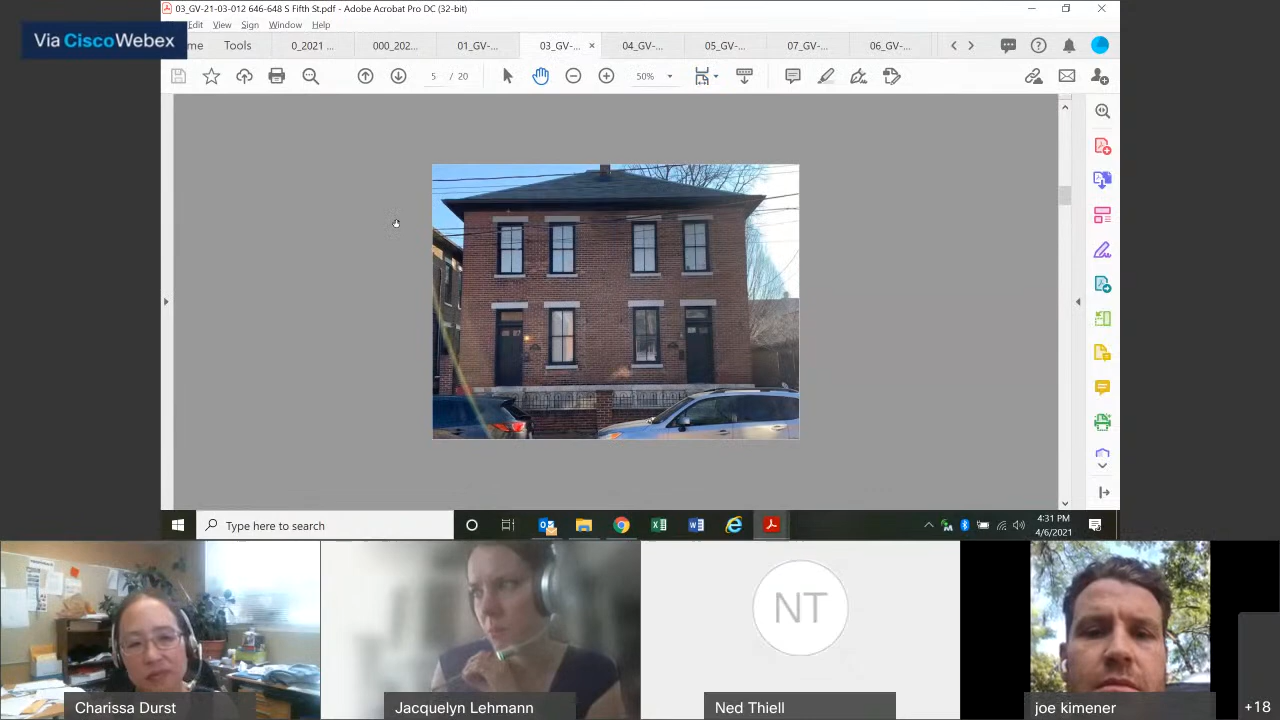 03_GV-21-03-012 646-648 S Fifth St.pdf - Adobe Acrobat Pro DC (32-bit)
Via Cisco Webex
Edit View Sign Window Help
me Tools 0_2021 ... 01_GV-... 03_GV-... × 04_GV-... 05_GV-... 07_GV-... 06_GV-...
5 / 20 50%
Type here to search
4:31 PM
4/6/2021
NT
Charissa Durst
Jacquelyn Lehmann
Ned Thiell
joe kimener
+18